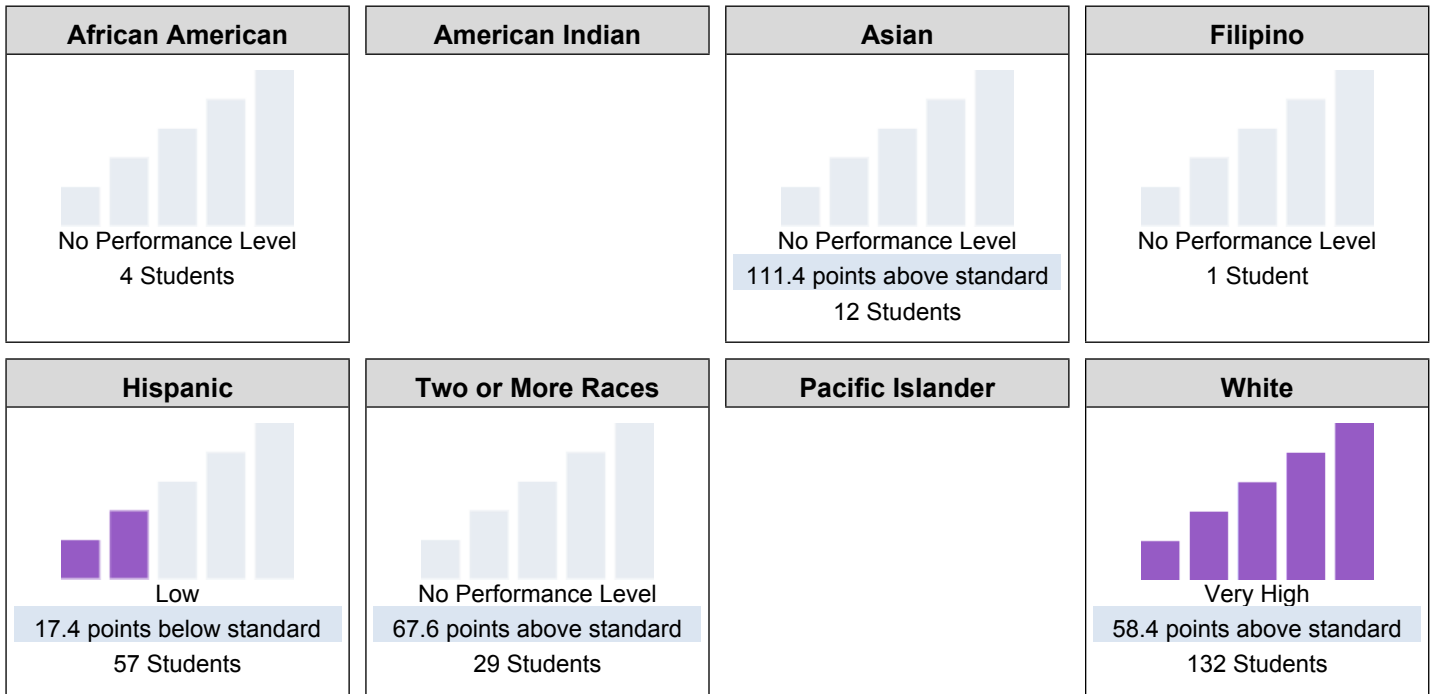 African American
No Performance Level
4 Students
American Indian
Asian
No Performance Level
111.4 points above standard
12 Students
Filipino
No Performance Level
1 Student
Hispanic
Low
17.4 points below standard
57 Students
Two or More Races
No Performance Level
67.6 points above standard
29 Students
Pacific Islander
White
Very High
58.4 points above standard
132 Students